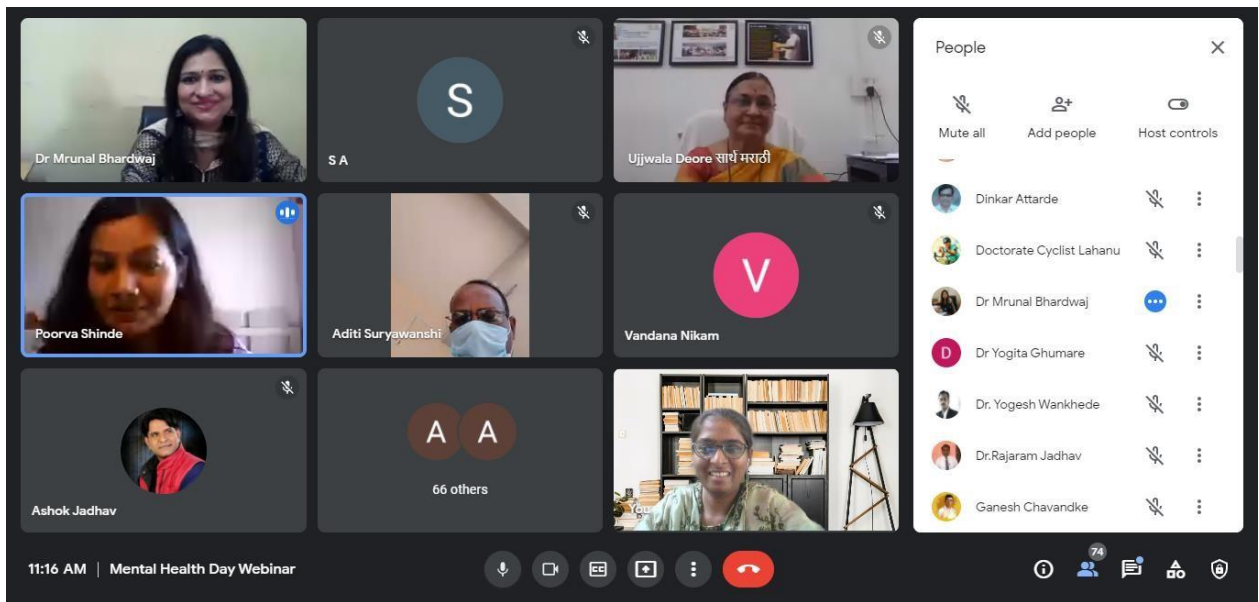 Dr Mrunal Bhardwaj
S
S A
Ujjwala Deore सार्थ मराठी
Poorva Shinde
Aditi Suryawanshi
V
Vandana Nikam
Ashok Jadhav
A A
66 others
You
People
Mute all
Add people
Host controls
Dinkar Attarde
Doctorate Cyclist Lahanu
Dr Mrunal Bhardwaj
D
Dr Yogita Ghumare
Dr. Yogesh Wankhede
Dr.Rajaram Jadhav
Ganesh Chavandke
11:16 AM | Mental Health Day Webinar
CC
74